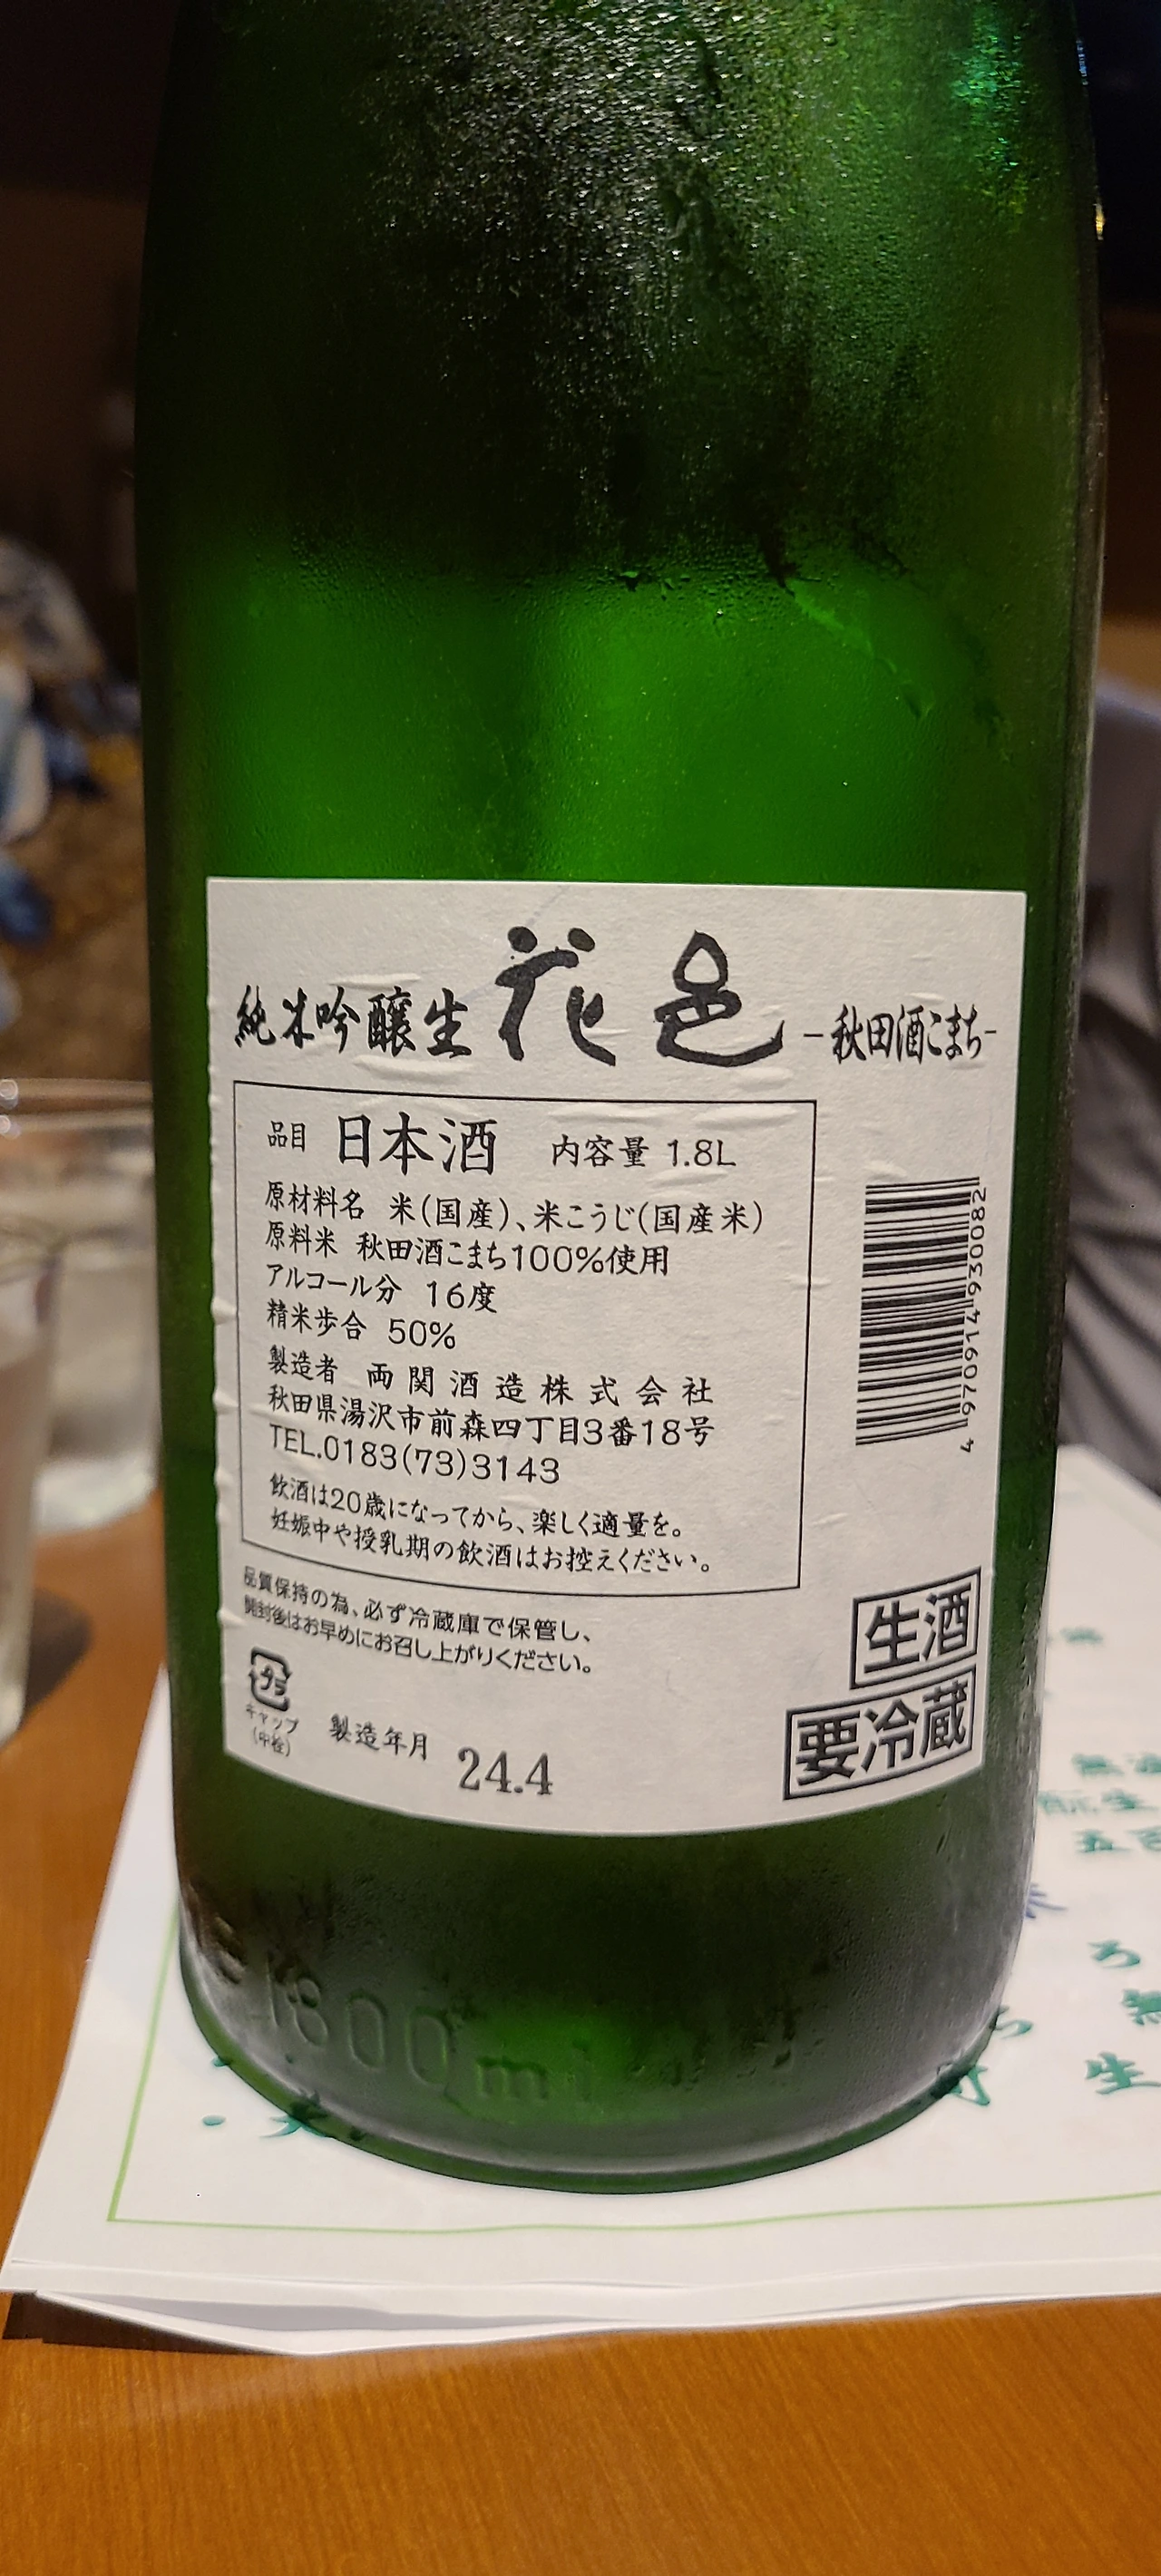 純米吟醸生 花邑 -秋田酒こまち-
品目 日本酒 内容量 1.8L
原材料名 米(国産)、米こうじ(国産米)
原料米 秋田酒こまち100%使用
アルコール分 16度
精米歩合 50%
製造者 両関酒造株式会社
秋田県湯沢市前森四丁目3番18号
TEL.0183(73)3143
飲酒は20歳になってから、楽しく適量を。
妊娠中や授乳期の飲酒はお控えください。
4970914930082
品質保持の為、必ず冷蔵庫で保管し、
開封後はお早めにお召し上がりください。
生酒
要冷蔵
プラ
キャップ
(中栓)
製造年月 24.4
1800ml
生
五
ろ
無
生